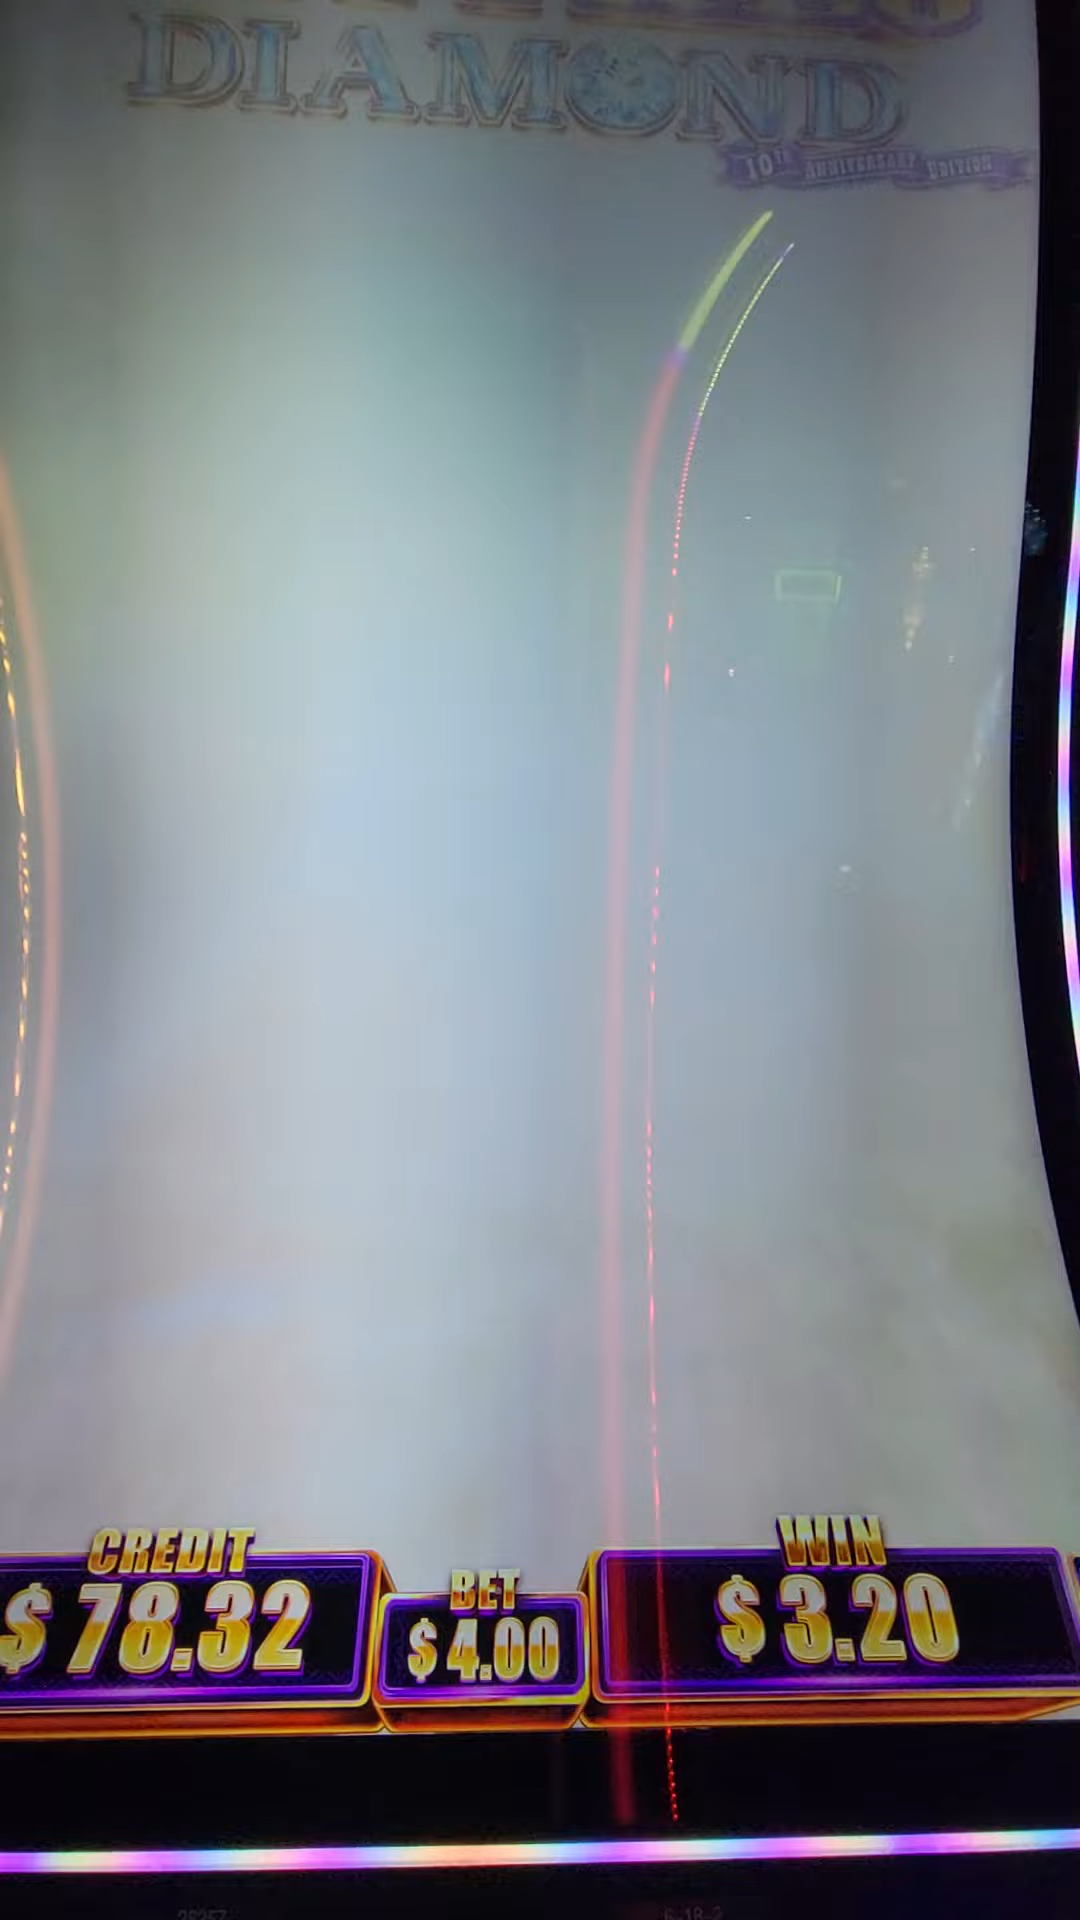 DIAMOND
10TH ANNIVERSARY EDITION
CREDIT
$78.32
BET
$4.00
WIN
$3.20